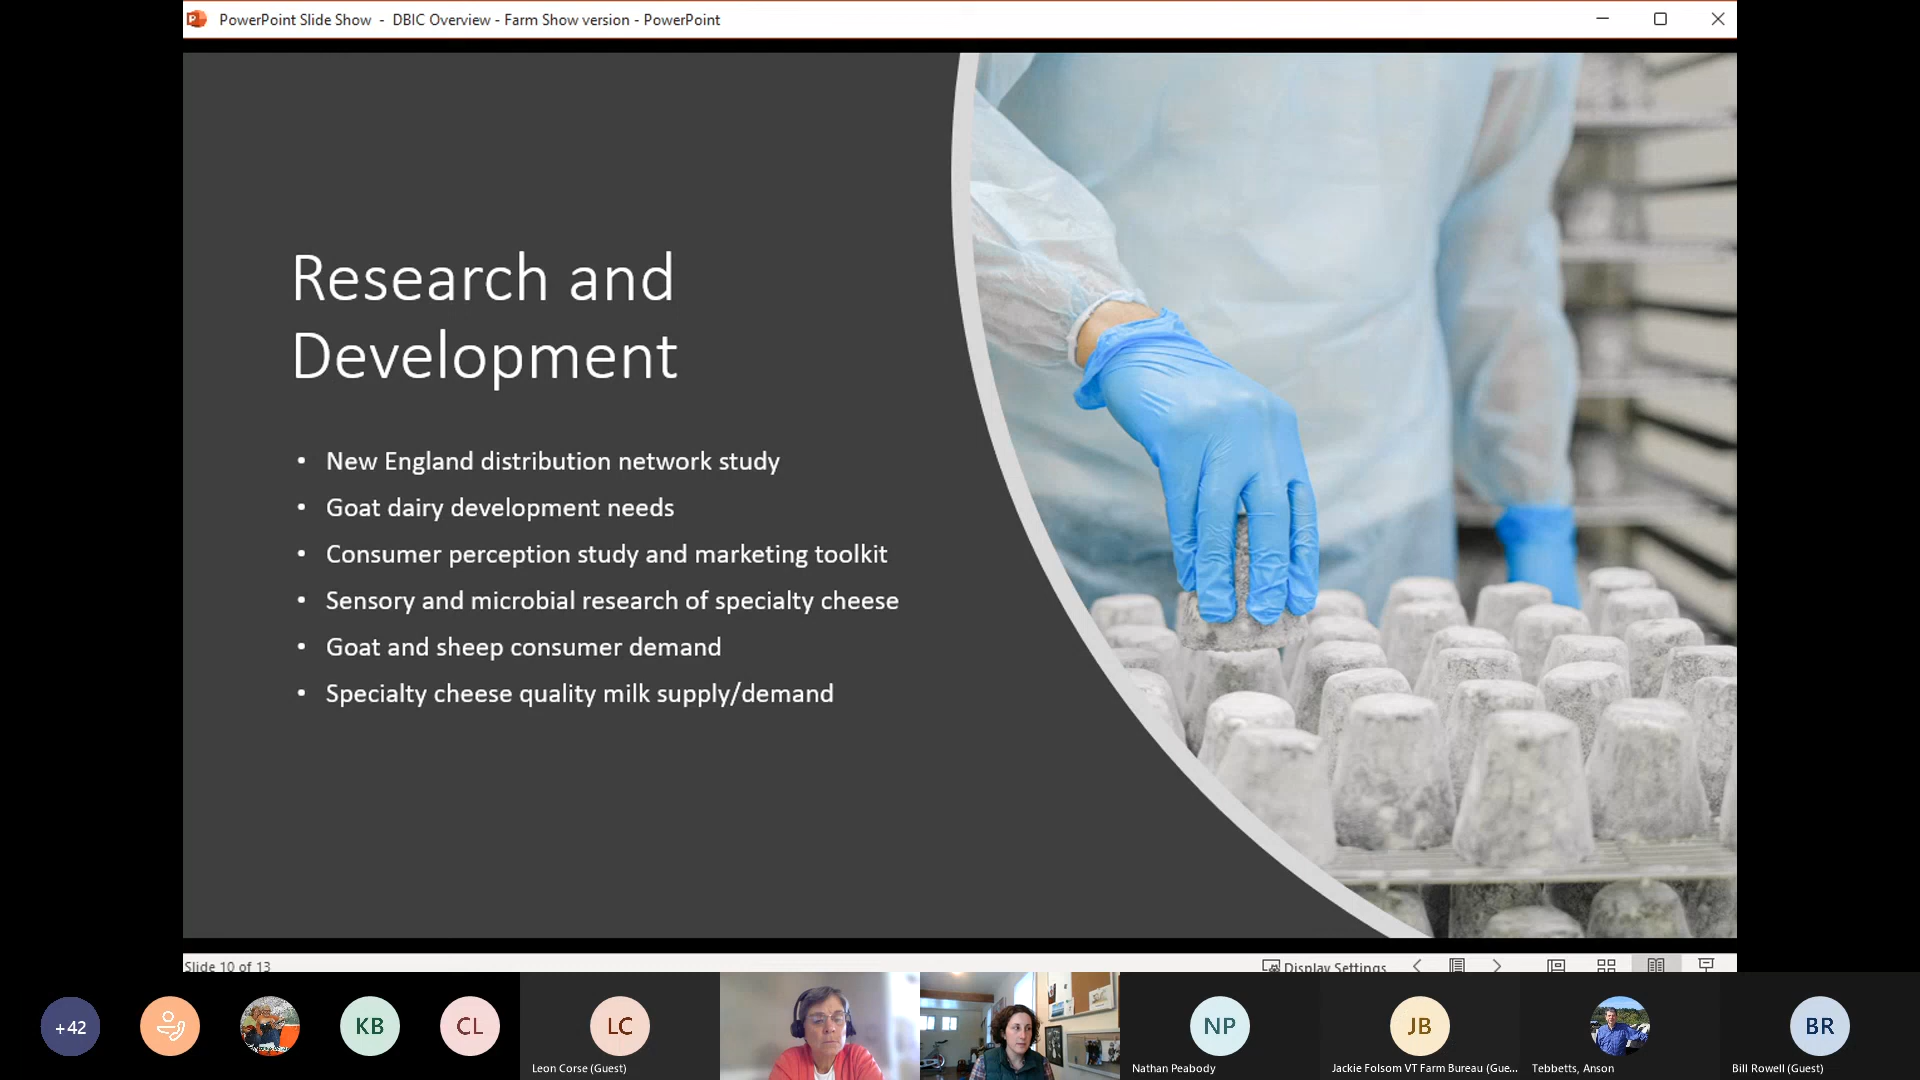 PowerPoint Slide Show - DBIC Overview - Farm Show version - PowerPoint
Research and
Development
• New England distribution network study
• Goat dairy development needs
• Consumer perception study and marketing toolkit
• Sensory and microbial research of specialty cheese
• Goat and sheep consumer demand
• Specialty cheese quality milk supply/demand
Slide 10 of 13
Display Settings
+42
KB
CL
LC
NP
JB
BR
Leon Corse (Guest)
Nathan Peabody
Jackie Folsom VT Farm Bureau (Gue...
Tebbetts, Anson
Bill Rowell (Guest)